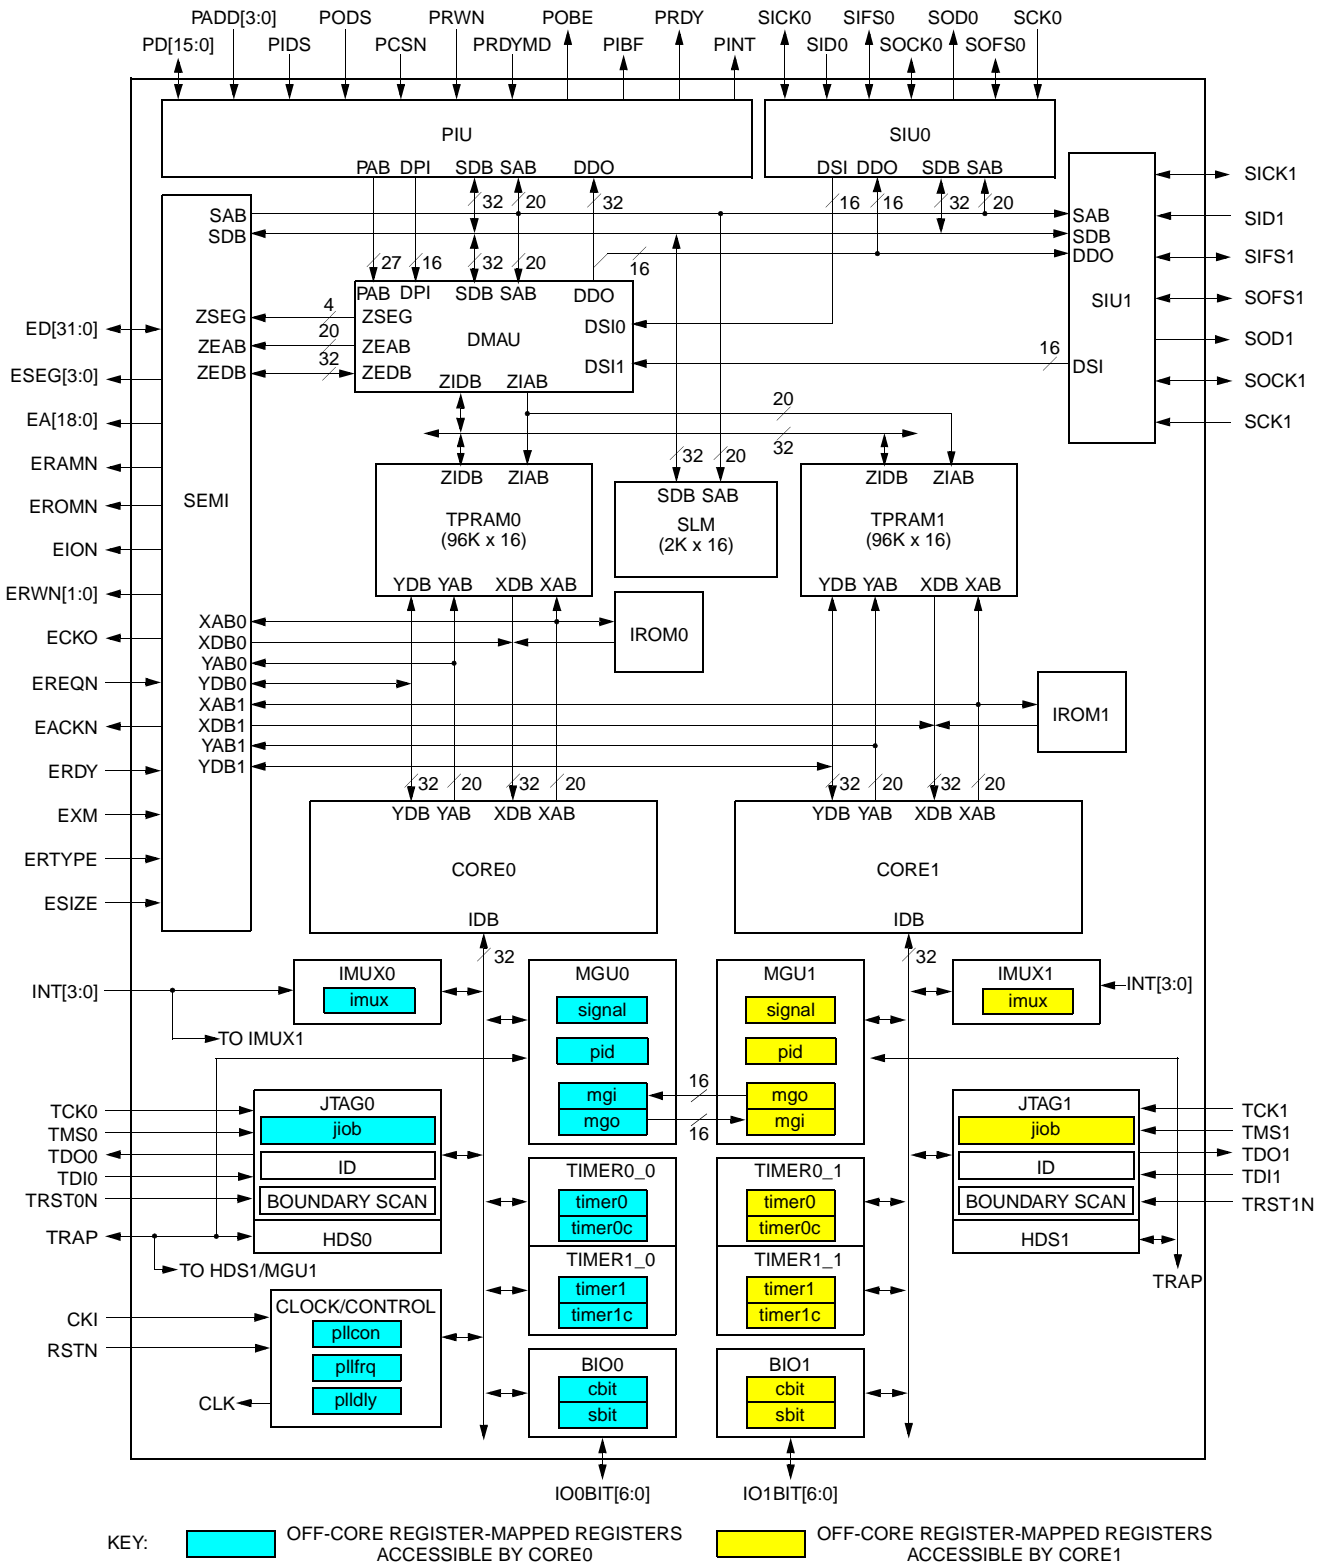 PADD[3:0] PODS PRWN POBE PRDY SICK0 SIFS0 SOD0 SCK0
PD[15:0] PIDS PCSN PRDYMD PIBF PINT SID0 SOCK0 SOFS0
PIU
PAB DPI SDB SAB DDO
32 20 32
SIU0
DSI DDO SDB SAB
16 16 32 20
SAB
SDB
27 16 32 20
16
SAB
SDB
DDO
SIU1
DSI
16
SICK1
SID1
SIFS1
SOFS1
SOD1
SOCK1
SCK1
PAB DPI SDB SAB DDO
ZSEG
ZEAB
ZEDB
DMAU
DSI0
DSI1
ZIDB ZIAB
ZSEG 4
ZEAB 20
ZEDB 32
SEMI
ED[31:0]
ESEG[3:0]
EA[18:0]
ERAMN
EROMN
EION
ERWN[1:0]
ECKO
EREQN
EACKN
ERDY
EXM
ERTYPE
ESIZE
20
32
ZIDB ZIAB
TPRAM0
(96K x 16)
YDB YAB XDB XAB
32 20
SDB SAB
SLM
(2K x 16)
ZIDB ZIAB
TPRAM1
(96K x 16)
YDB YAB XDB XAB
XAB0
XDB0
YAB0
YDB0
XAB1
XDB1
YAB1
YDB1
IROM0
IROM1
32 20 32 20
32 20 32 20
YDB YAB XDB XAB
CORE0
IDB
32
YDB YAB XDB XAB
CORE1
IDB
32
INT[3:0]
IMUX0
imux
TO IMUX1
MGU0
signal
pid
mgi
mgo
16
16
MGU1
signal
pid
mgo
mgi
IMUX1
imux
INT[3:0]
TCK0
TMS0
TDO0
TDI0
TRST0N
TRAP
JTAG0
jiob
ID
BOUNDARY SCAN
HDS0
TO HDS1/MGU1
JTAG1
jiob
ID
BOUNDARY SCAN
HDS1
TCK1
TMS1
TDO1
TDI1
TRST1N
TRAP
TIMER0_0
timer0
timer0c
TIMER1_0
timer1
timer1c
TIMER0_1
timer0
timer0c
TIMER1_1
timer1
timer1c
CKI
RSTN
CLK
CLOCK/CONTROL
pllcon
pllfrq
plldly
BIO0
cbit
sbit
BIO1
cbit
sbit
IO0BIT[6:0]
IO1BIT[6:0]
KEY:
OFF-CORE REGISTER-MAPPED REGISTERS
ACCESSIBLE BY CORE0
OFF-CORE REGISTER-MAPPED REGISTERS
ACCESSIBLE BY CORE1